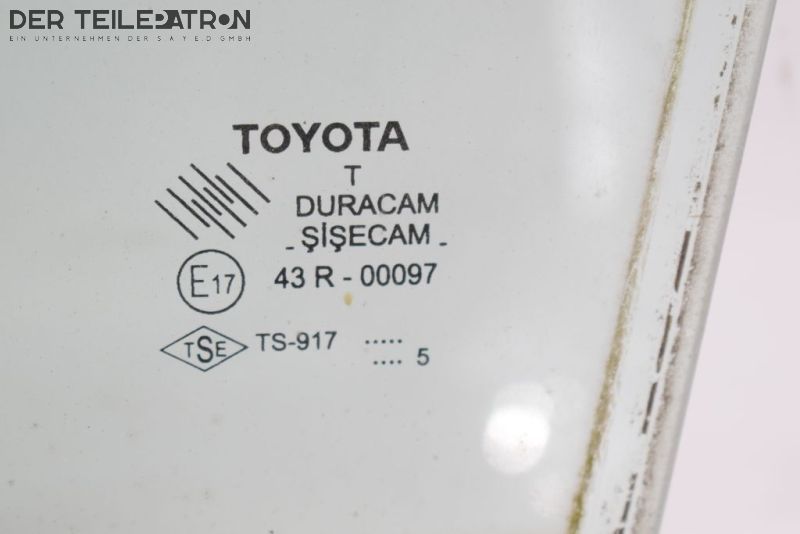 DER TEILEPATRON
EIN UNTERNEHMEN DER S A Y E.D GMBH
TOYOTA
T
DURACAM
- ŞİŞECAM -
E17 43 R - 00097
TSE TS-917 .....
.... 5